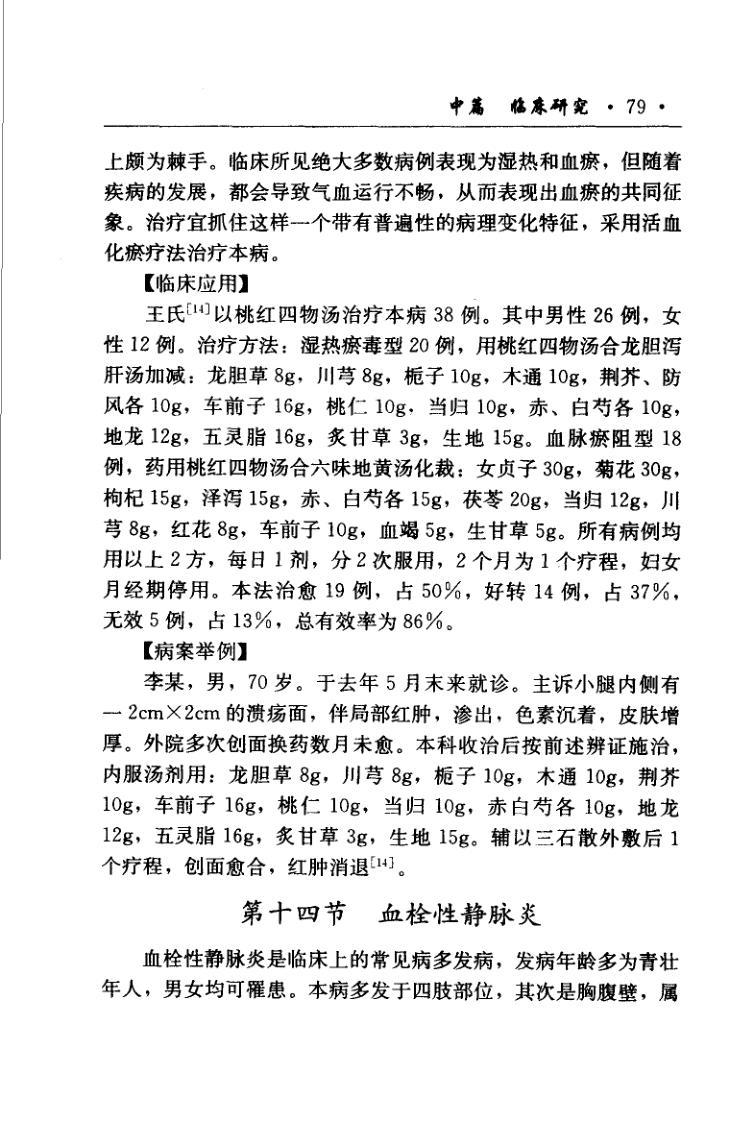 中篇 临床研究 · 79 ·
上颇为棘手。临床所见绝大多数病例表现为湿热和血瘀，但随着
疾病的发展，都会导致气血运行不畅，从而表现出血瘀的共同征
象。治疗宜抓住这样一个带有普遍性的病理变化特征，采用活血
化瘀疗法治疗本病。
【临床应用】
王氏[14]以桃红四物汤治疗本病 38 例。其中男性 26 例，女
性 12 例。治疗方法：湿热瘀毒型 20 例，用桃红四物汤合龙胆泻
肝汤加减：龙胆草 8g，川芎 8g，栀子 10g，木通 10g，荆芥、防
风各 10g，车前子 16g，桃仁 10g，当归 10g，赤、白芍各 10g，
地龙 12g，五灵脂 16g，炙甘草 3g，生地 15g。血脉瘀阻型 18
例，药用桃红四物汤合六味地黄汤化裁：女贞子 30g，菊花 30g，
枸杞 15g，泽泻 15g，赤、白芍各 15g，茯苓 20g，当归 12g，川
芎 8g，红花 8g，车前子 10g，血竭 5g，生甘草 5g。所有病例均
用以上 2 方，每日 1 剂，分 2 次服用，2 个月为 1 个疗程，妇女
月经期停用。本法治愈 19 例，占 50%，好转 14 例，占 37%，
无效 5 例，占 13%，总有效率为 86%。
【病案举例】
李某，男，70 岁。于去年 5 月末来就诊。主诉小腿内侧有
一 2cm×2cm 的溃疡面，伴局部红肿，渗出，色素沉着，皮肤增
厚。外院多次创面换药数月未愈。本科收治后按前述辨证施治，
内服汤剂用：龙胆草 8g，川芎 8g，栀子 10g，木通 10g，荆芥
10g，车前子 16g，桃仁 10g，当归 10g，赤白芍各 10g，地龙
12g，五灵脂 16g，炙甘草 3g，生地 15g。辅以三石散外敷后 1
个疗程，创面愈合，红肿消退[14]。
第十四节 血栓性静脉炎
血栓性静脉炎是临床上的常见病多发病，发病年龄多为青壮
年人，男女均可罹患。本病多发于四肢部位，其次是胸腹壁，属